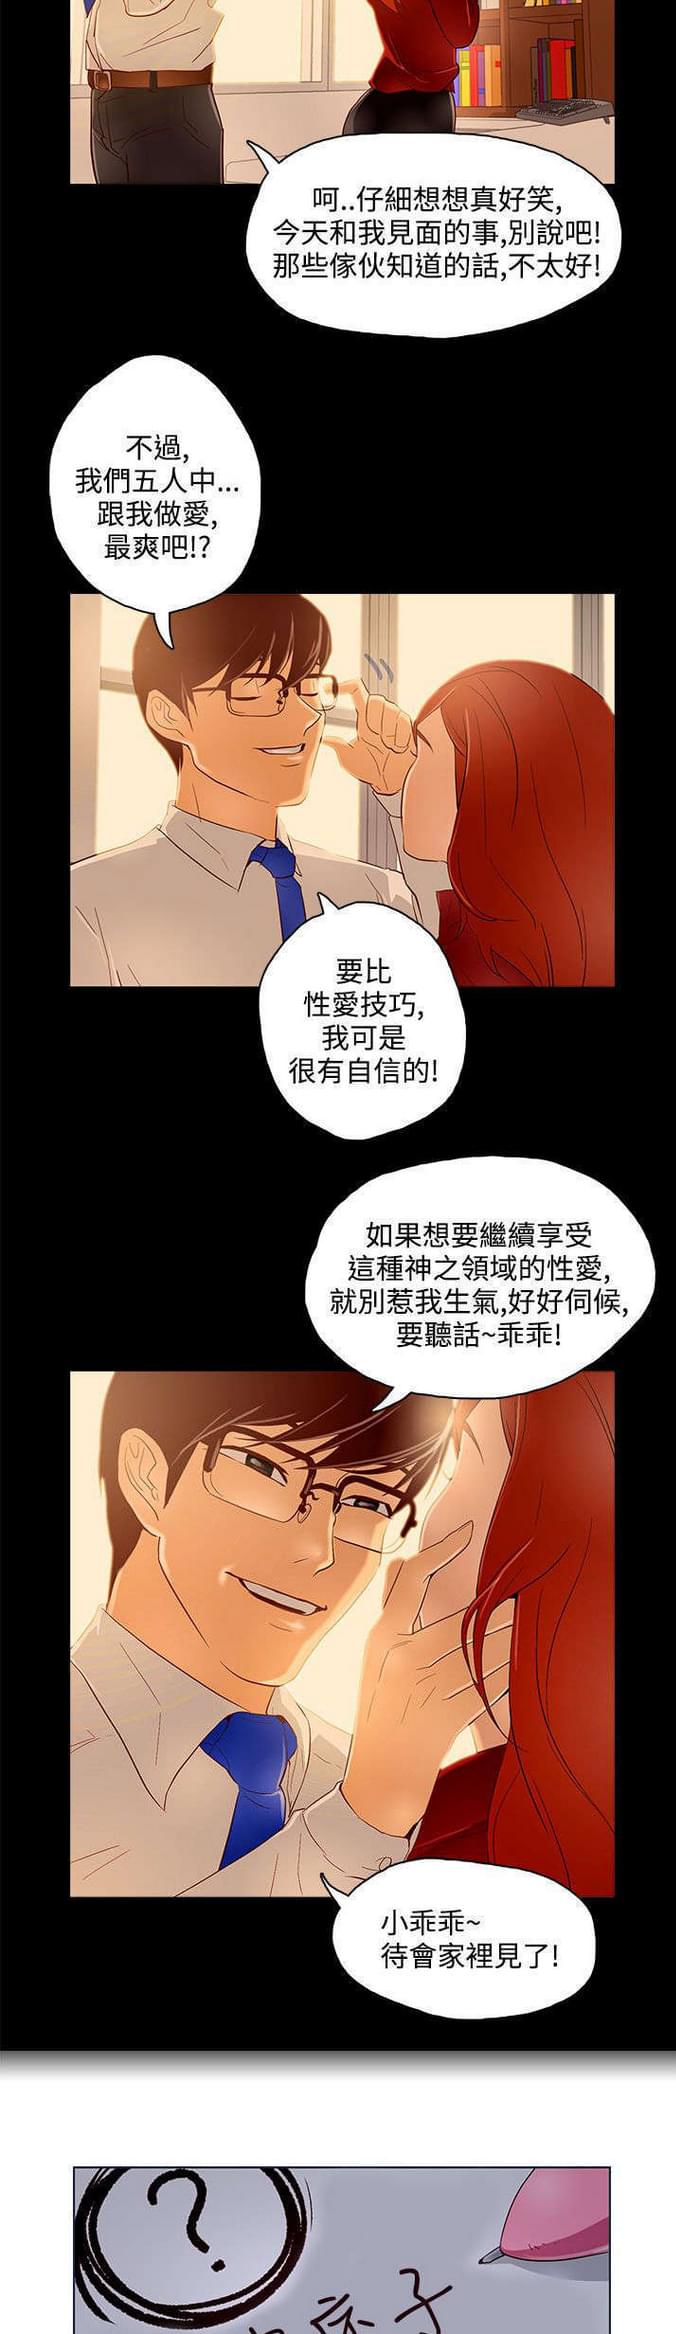 呵..仔細想想真好笑,
今天和我見面的事,別說吧!
那些傢伙知道的話,不太好!
不過,
我們五人中...
跟我做愛,
最爽吧!?
要比
性愛技巧,
我可是
很有自信的!
如果想要繼續享受
這種神之領域的性愛,
就別惹我生氣,好好伺候,
要聽話~乖乖!
小乖乖~
待會家裡見了!
?
子